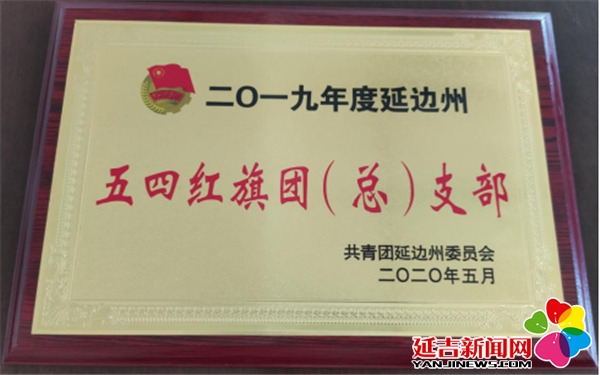 二〇一九年度延边州
五四红旗团(总)支部
共青团延边州委员会
二〇二〇年五月
延吉新闻网
YANJINEWS.COM